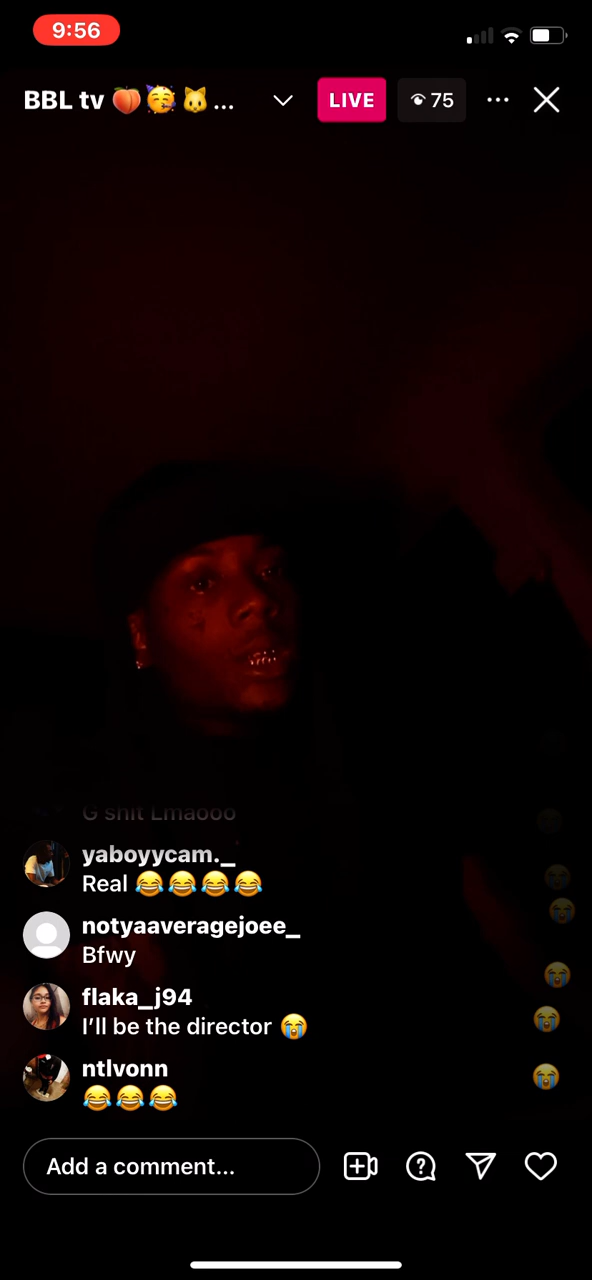 9:56
BBL tv 🍑🥳🐱...
LIVE
75
G shit Lmaooo
yaboyycam._
Real 😂😂😂😂
notyaaveragejoee_
Bfwy
flaka_j94
I’ll be the director 😭
ntlvonn
😂😂😂
Add a comment...